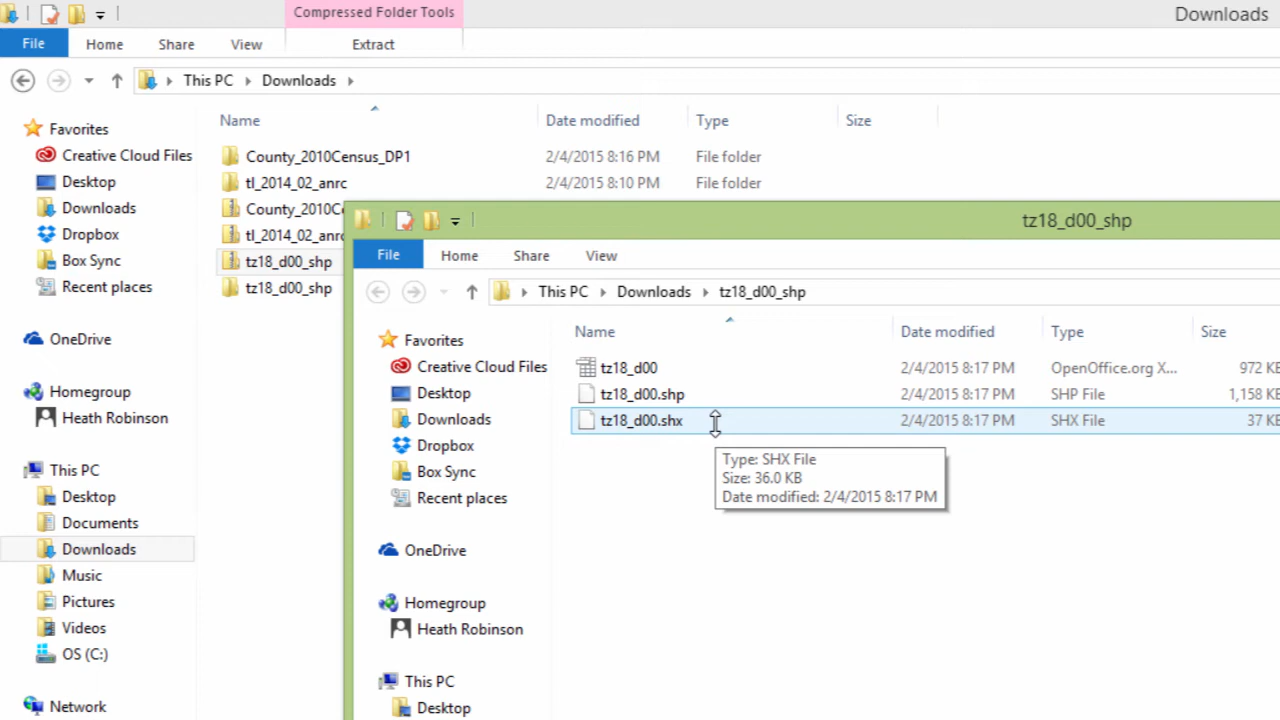 Compressed Folder Tools
Downloads
File Home Share View Extract
This PC Downloads
Name Date modified Type Size
Favorites
Creative Cloud Files
Desktop
Downloads
Dropbox
Box Sync
Recent places
OneDrive
Homegroup
Heath Robinson
This PC
Desktop
Documents
Downloads
Music
Pictures
Videos
OS (C:)
Network
County_2010Census_DP1 2/4/2015 8:16 PM File folder
tl_2014_02_anrc 2/4/2015 8:10 PM File folder
County_2010C
tl_2014_02_anr
tz18_d00_shp
tz18_d00_shp
tz18_d00_shp
File Home Share View
This PC Downloads tz18_d00_shp
Name Date modified Type Size
Favorites
Creative Cloud Files
Desktop
Downloads
Dropbox
Box Sync
Recent places
OneDrive
Homegroup
Heath Robinson
This PC
Desktop
tz18_d00 2/4/2015 8:17 PM OpenOffice.org X... 972 K
tz18_d00.shp 2/4/2015 8:17 PM SHP File 1,158 K
tz18_d00.shx 2/4/2015 8:17 PM SHX File 37 K
Type: SHX File
Size: 36.0 KB
Date modified: 2/4/2015 8:17 PM